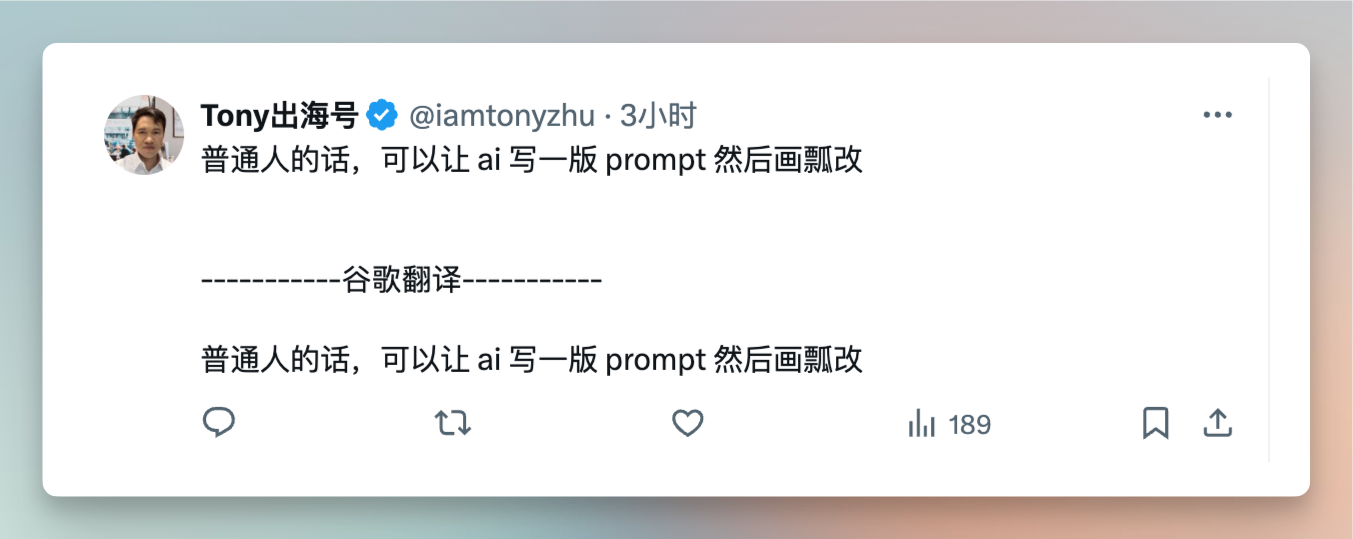 Tony出海号 @iamtonyzhu · 3小时
普通人的话，可以让 ai 写一版 prompt 然后画瓢改
-----------谷歌翻译-----------
普通人的话，可以让 ai 写一版 prompt 然后画瓢改
189